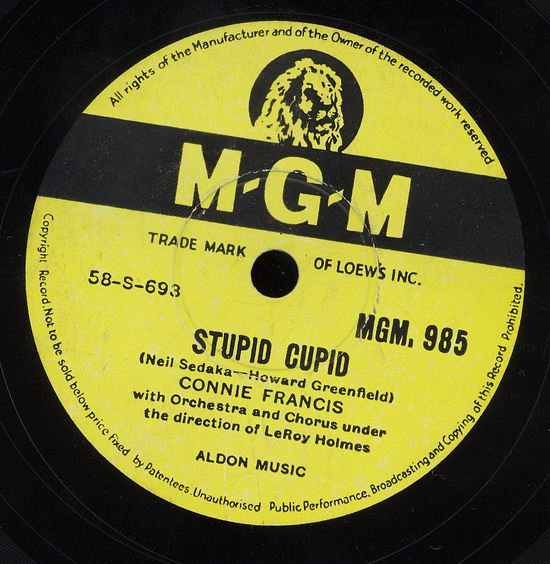 All rights of the Manufacturer and of the Owner of the recorded work reserved
M-G-M
TRADE MARK
OF LOEWS INC.
58-S-693
MGM. 985
STUPID CUPID
(Neil Sedaka—Howard Greenfield)
CONNIE FRANCIS
with Orchestra and Chorus under
the direction of LeRoy Holmes
ALDON MUSIC
Copyright Record. Not to be sold below price fixed by Patentees. Unauthorised Public Performance, Broadcasting and Copying of this Record Prohibited.